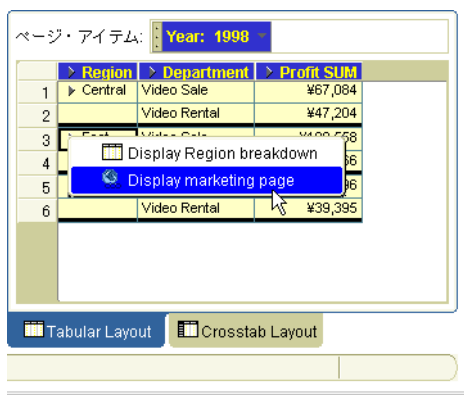 ページ・アイテム: Year: 1998
Region Department Profit SUM
1 Central Video Sale ¥67,084
2 Video Rental ¥47,204
3
Display Region breakdown
4
Display marketing page
5
6 Video Rental ¥39,395
Tabular Layout Crosstab Layout